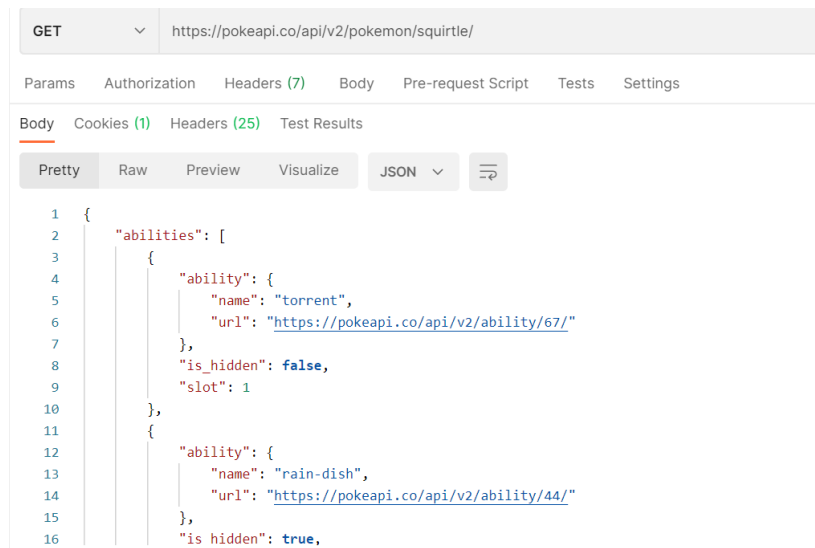 GET https://pokeapi.co/api/v2/pokemon/squirtle/
Params Authorization Headers (7) Body Pre-request Script Tests Settings
Body Cookies (1) Headers (25) Test Results
Pretty Raw Preview Visualize JSON
1 {
2 "abilities": [
3 {
4 "ability": {
5 "name": "torrent",
6 "url": "https://pokeapi.co/api/v2/ability/67/"
7 },
8 "is_hidden": false,
9 "slot": 1
10 },
11 {
12 "ability": {
13 "name": "rain-dish",
14 "url": "https://pokeapi.co/api/v2/ability/44/"
15 },
16 "is_hidden": true,